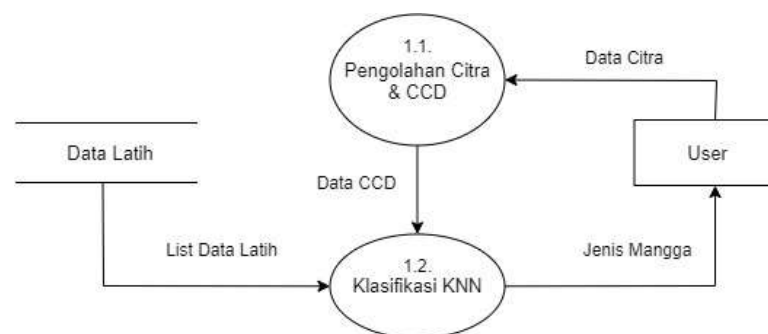 1.1.
Pengolahan Citra
& CCD
Data Citra
Data Latih
User
Data CCD
List Data Latih
1.2.
Klasifikasi KNN
Jenis Mangga